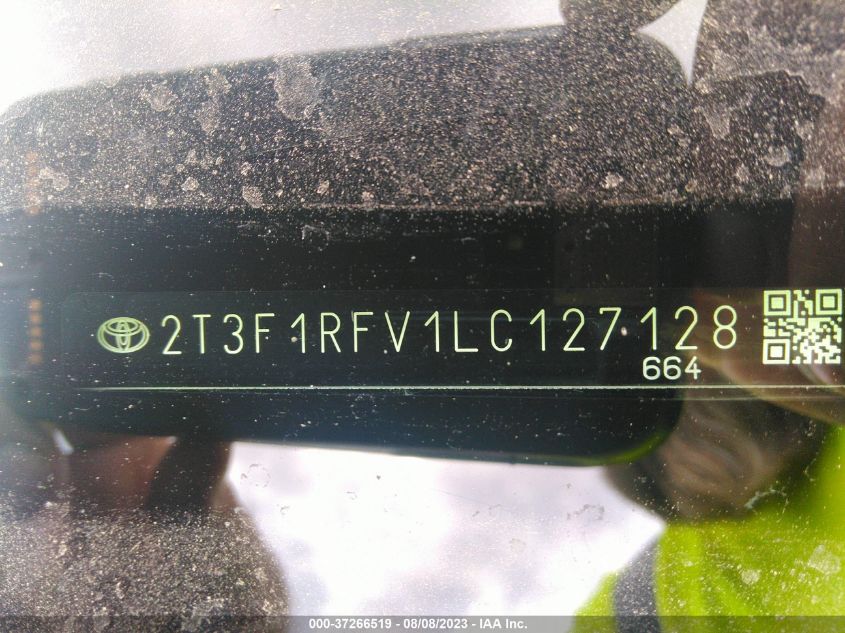 2T3F1RFV1LC127128
664
000-37266519 - 08/08/2023 - IAA Inc.